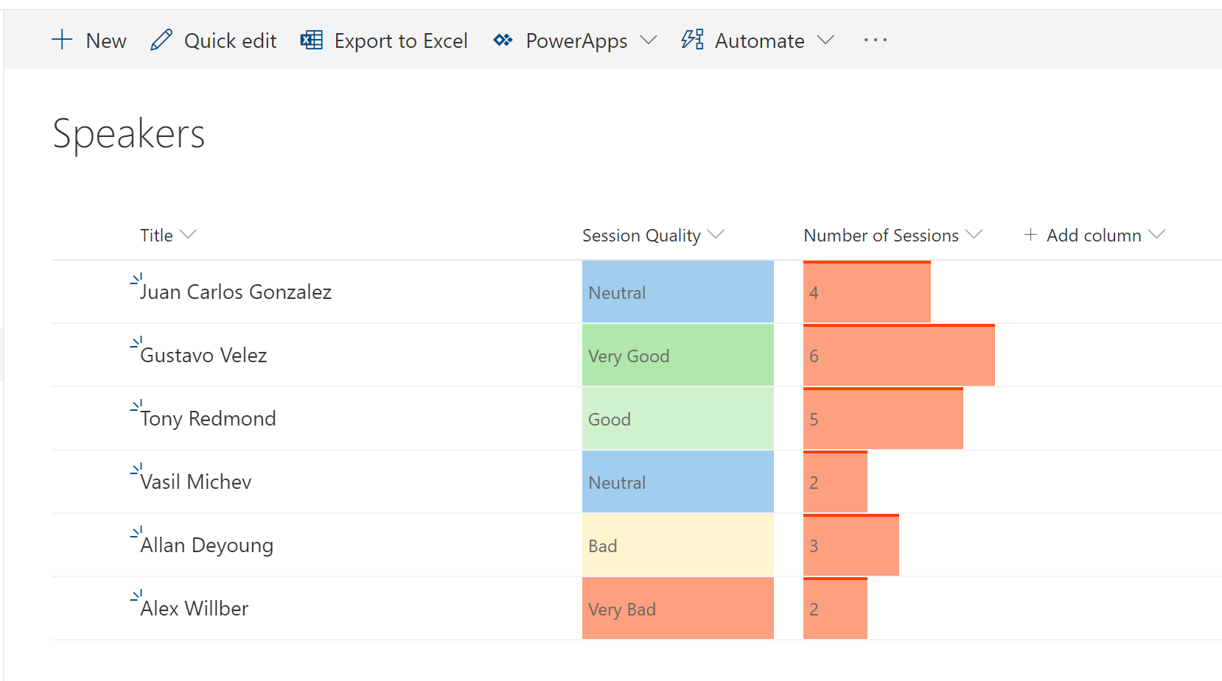 New Quick edit Export to Excel PowerApps Automate ...
Speakers
Title Session Quality Number of Sessions + Add column
Juan Carlos Gonzalez Neutral 4
Gustavo Velez Very Good 6
Tony Redmond Good 5
Vasil Michev Neutral 2
Allan Deyoung Bad 3
Alex Willber Very Bad 2